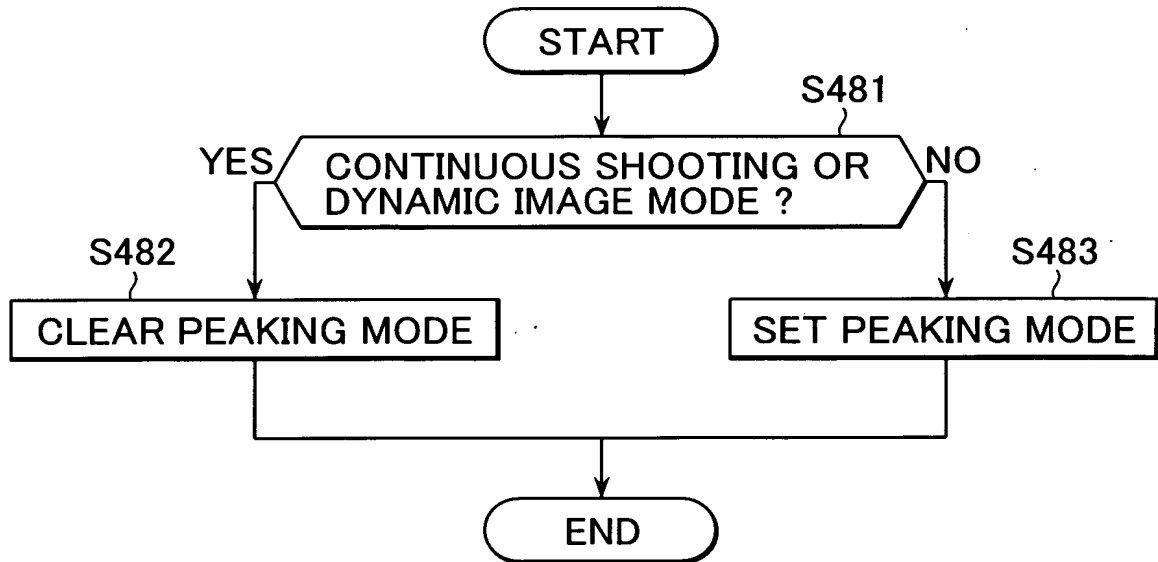 START
S481
YES
CONTINUOUS SHOOTING OR
DYNAMIC IMAGE MODE ?
NO
S482
CLEAR PEAKING MODE
S483
SET PEAKING MODE
END